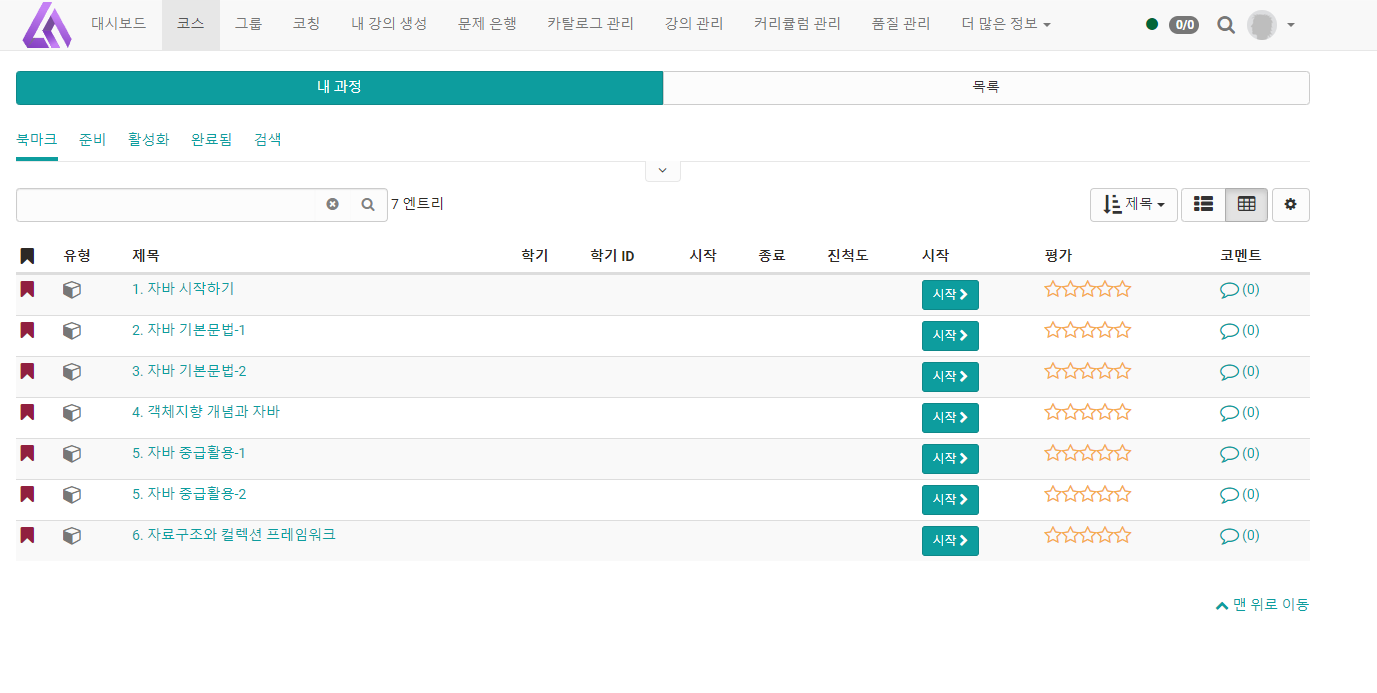 대시보드 코스 그룹 코칭 내 강의 생성 문제 은행 카탈로그 관리 강의 관리 커리큘럼 관리 품질 관리 더 많은 정보 0/0
내 과정 목록
북마크 준비 활성화 완료됨 검색
7 엔트리 제목
유형 제목 학기 학기 ID 시작 종료 진척도 시작 평가 코멘트
1. 자바 시작하기 시작 (0)
2. 자바 기본문법-1 시작 (0)
3. 자바 기본문법-2 시작 (0)
4. 객체지향 개념과 자바 시작 (0)
5. 자바 중급활용-1 시작 (0)
5. 자바 중급활용-2 시작 (0)
6. 자료구조와 컬렉션 프레임워크 시작 (0)
맨 위로 이동